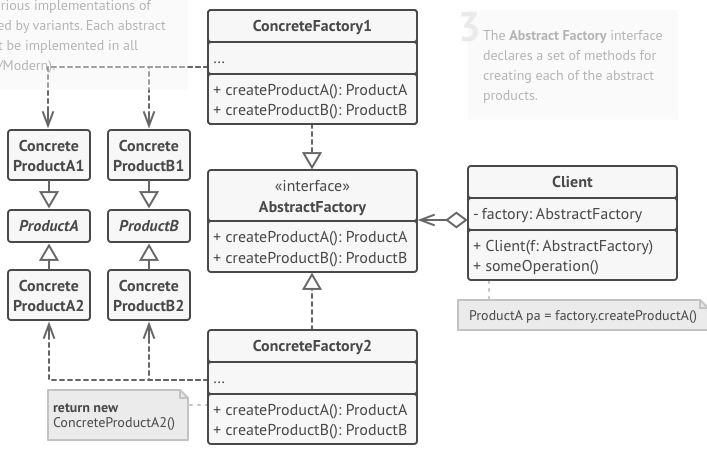 rious implementations of
ed by variants. Each abstract
t be implemented in all
/Modern).
ConcreteFactory1
...
+ createProductA(): ProductA
+ createProductB(): ProductB
3
The Abstract Factory interface
declares a set of methods for
creating each of the abstract
products.
Concrete
ProductA1
Concrete
ProductB1
ProductA
ProductB
Concrete
ProductA2
Concrete
ProductB2
«interface»
AbstractFactory
+ createProductA(): ProductA
+ createProductB(): ProductB
Client
- factory: AbstractFactory
+ Client(f: AbstractFactory)
+ someOperation()
ProductA pa = factory.createProductA()
ConcreteFactory2
...
+ createProductA(): ProductA
+ createProductB(): ProductB
return new
ConcreteProductA2()